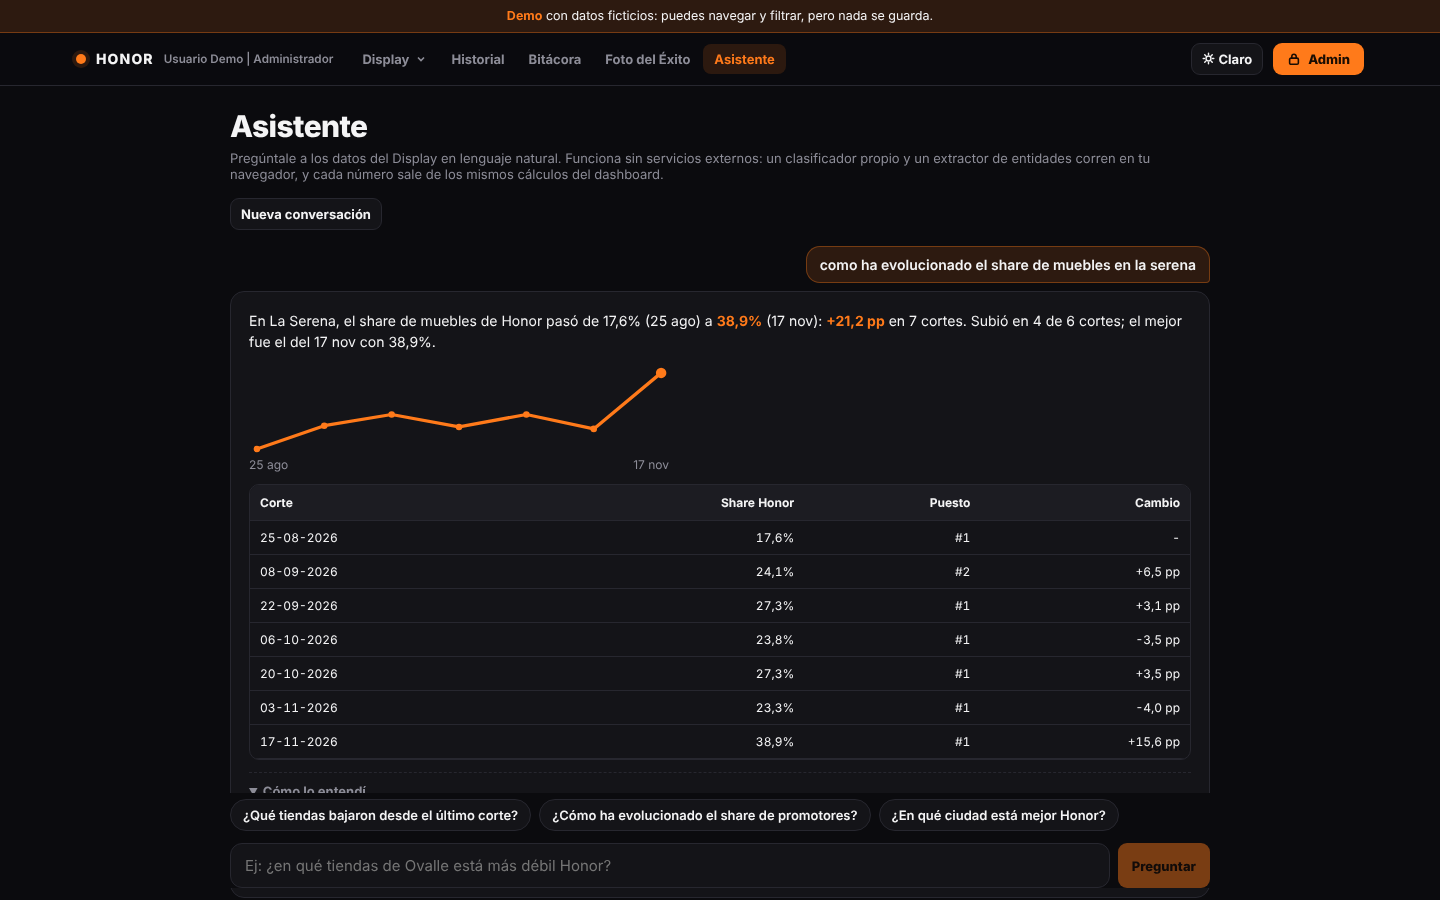 Demo con datos ficticios: puedes navegar y filtrar, pero nada se guarda.
HONOR Usuario Demo | Administrador Display Historial Bitácora Foto del Éxito Asistente Claro Admin
Asistente
Pregúntale a los datos del Display en lenguaje natural. Funciona sin servicios externos: un clasificador propio y un extractor de entidades corren en tu
navegador, y cada número sale de los mismos cálculos del dashboard.
Nueva conversación
como ha evolucionado el share de muebles en la serena
En La Serena, el share de muebles de Honor pasó de 17,6% (25 ago) a 38,9% (17 nov): +21,2 pp en 7 cortes. Subió en 4 de 6 cortes; el mejor
fue el del 17 nov con 38,9%.
25 ago 17 nov
Corte Share Honor Puesto Cambio
25-08-2026 17,6% #1 -
08-09-2026 24,1% #2 +6,5 pp
22-09-2026 27,3% #1 +3,1 pp
06-10-2026 23,8% #1 -3,5 pp
20-10-2026 27,3% #1 +3,5 pp
03-11-2026 23,3% #1 -4,0 pp
17-11-2026 38,9% #1 +15,6 pp
▼ Cómo lo entendí
¿Qué tiendas bajaron desde el último corte? ¿Cómo ha evolucionado el share de promotores? ¿En qué ciudad está mejor Honor?
Ej: ¿en qué tiendas de Ovalle está más débil Honor? Preguntar